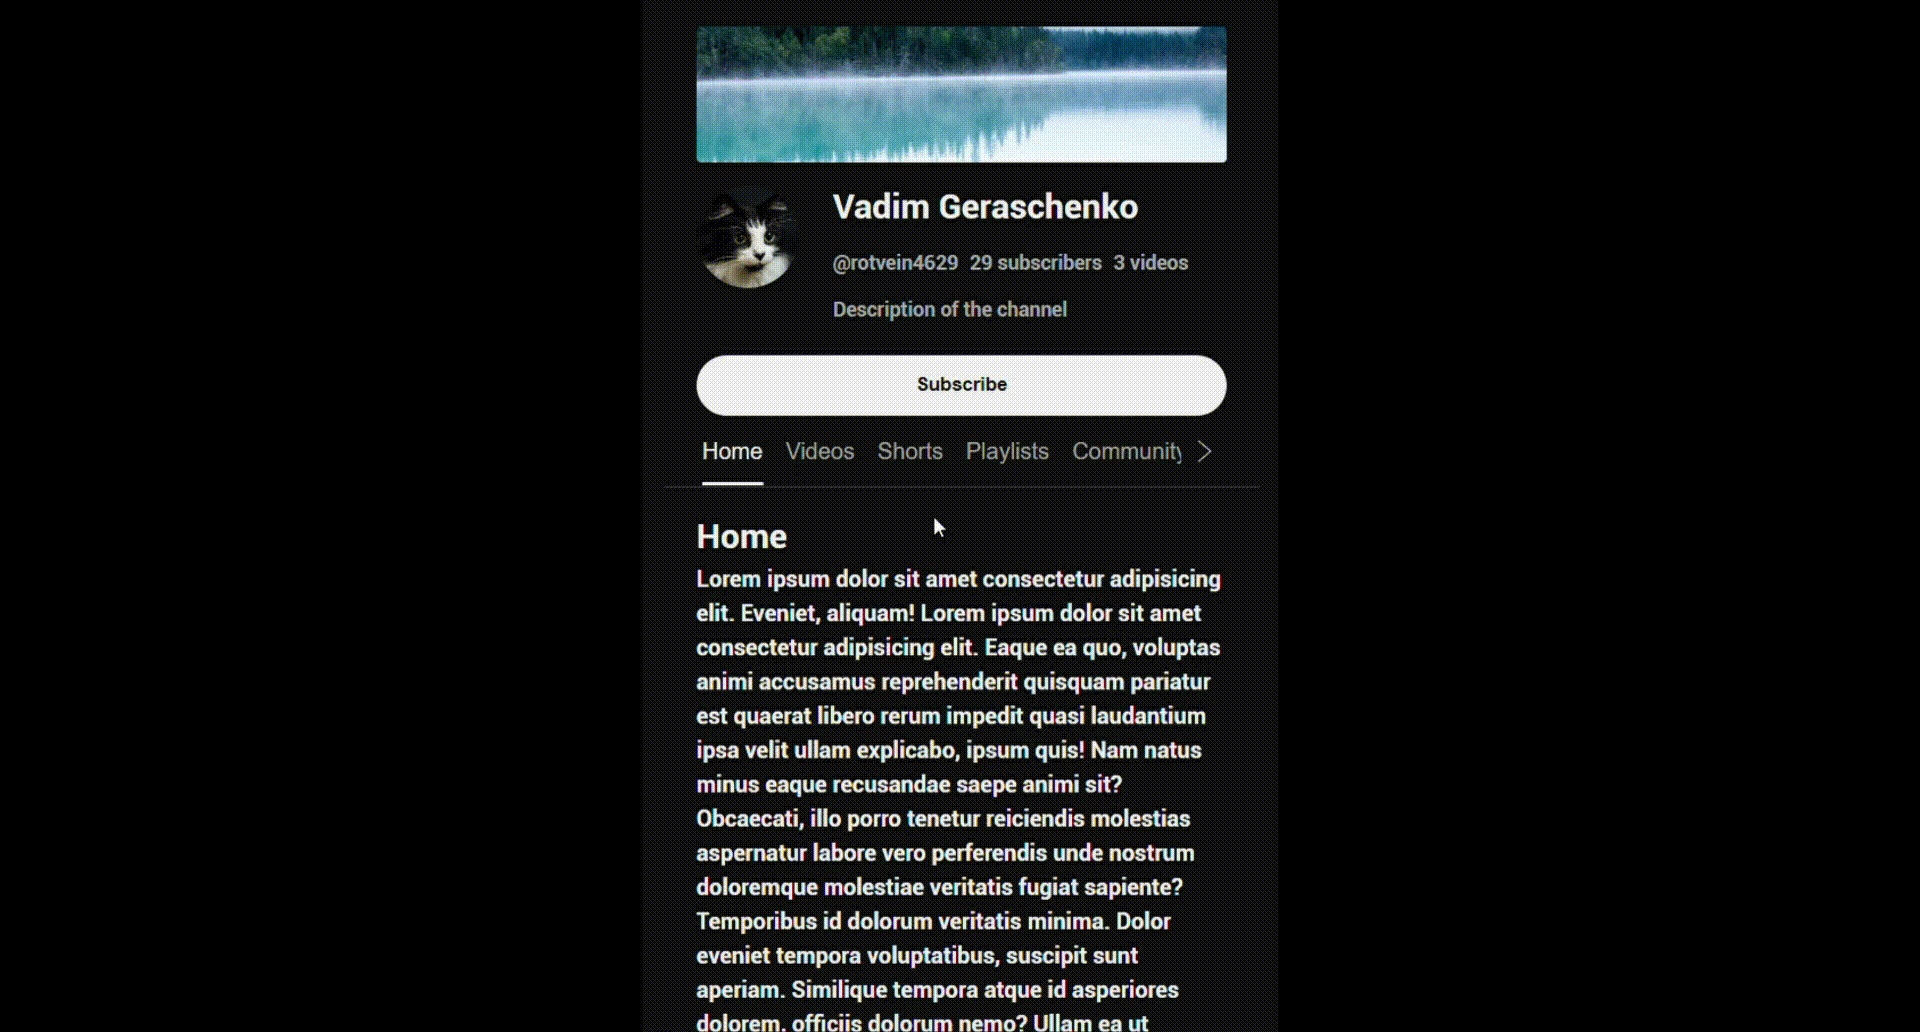 Vadim Geraschenko
@rotvein4629 29 subscribers 3 videos
Description of the channel
Subscribe
Home Videos Shorts Playlists Community
Home
Lorem ipsum dolor sit amet consectetur adipisicing
elit. Eveniet, aliquam! Lorem ipsum dolor sit amet
consectetur adipisicing elit. Eaque ea quo, voluptas
animi accusamus reprehenderit quisquam pariatur
est quaerat libero rerum impedit quasi laudantium
ipsa velit ullam explicabo, ipsum quis! Nam natus
minus eaque recusandae saepe animi sit?
Obcaecati, illo porro tenetur reiciendis molestias
aspernatur labore vero perferendis unde nostrum
doloremque molestiae veritatis fugiat sapiente?
Temporibus id dolorum veritatis minima. Dolor
eveniet tempora voluptatibus, suscipit sunt
aperiam. Similique tempora atque id asperiores
dolorem, officiis dolorum nemo? Ullam ea ut